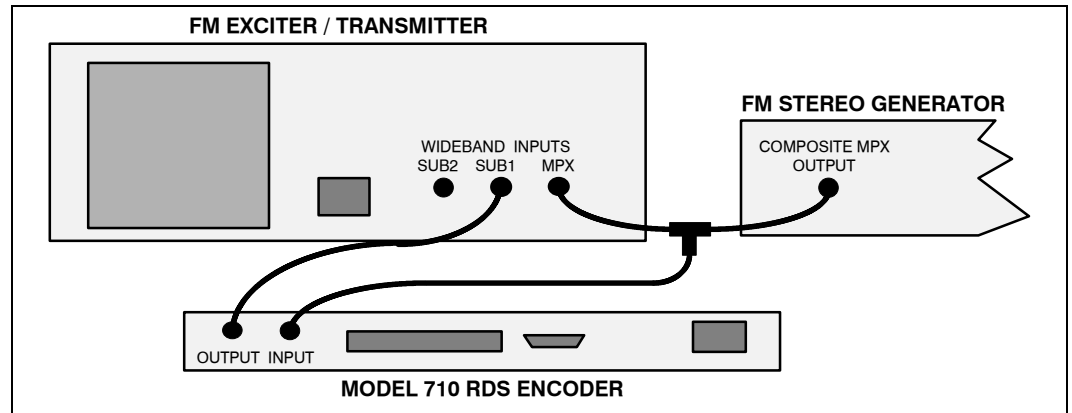 FM EXCITER / TRANSMITTER
FM STEREO GENERATOR
WIDEBAND INPUTS
SUB2 SUB1 MPX
COMPOSITE MPX
OUTPUT
OUTPUT INPUT
MODEL 710 RDS ENCODER